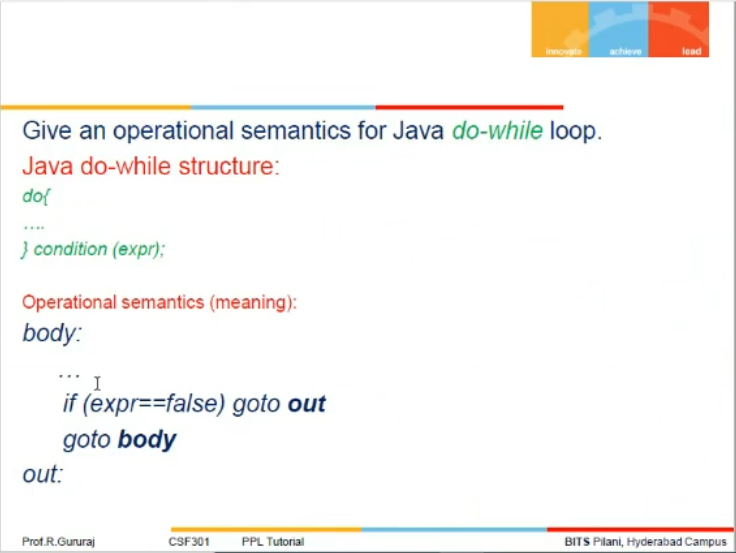 innovate achieve lead
Give an operational semantics for Java do-while loop.
Java do-while structure:
do{
....
} condition (expr);
Operational semantics (meaning):
body:
...
if (expr==false) goto out
goto body
out:
Prof.R.Gururaj CSF301 PPL Tutorial BITS Pilani, Hyderabad Campus